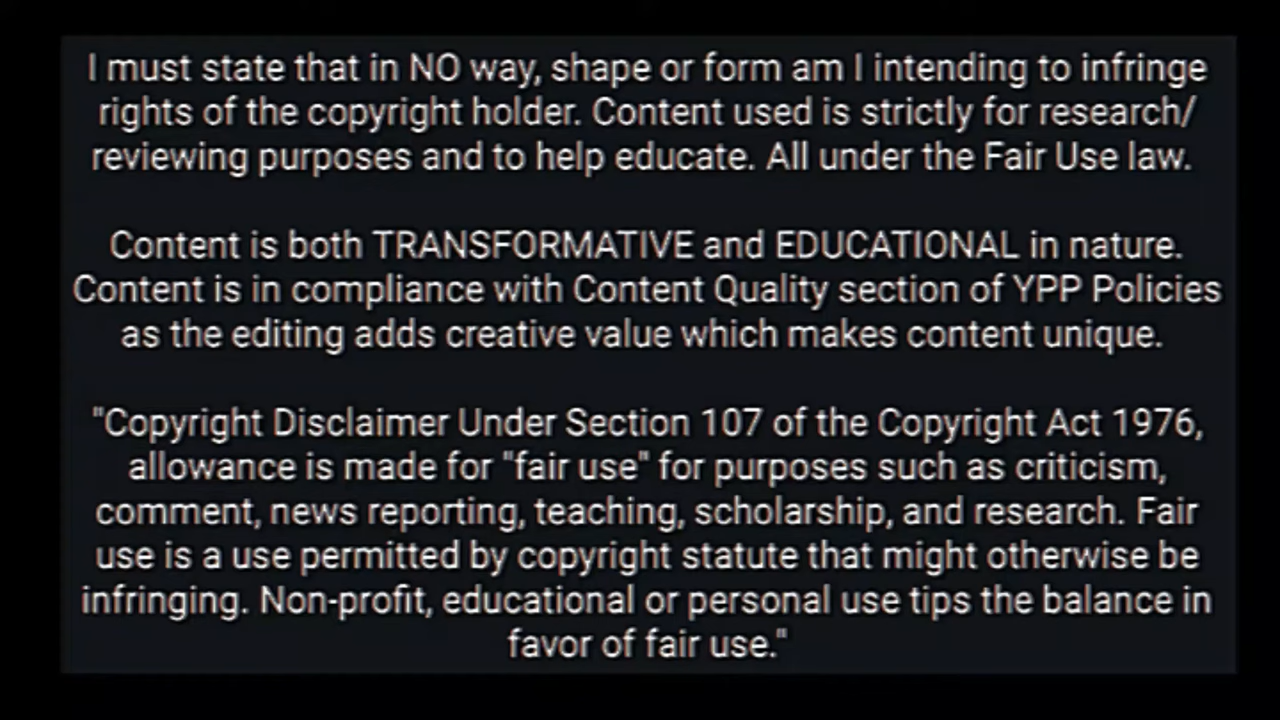 I must state that in NO way, shape or form am I intending to infringe
rights of the copyright holder. Content used is strictly for research/
reviewing purposes and to help educate. All under the Fair Use law.
Content is both TRANSFORMATIVE and EDUCATIONAL in nature.
Content is in compliance with Content Quality section of YPP Policies
as the editing adds creative value which makes content unique.
"Copyright Disclaimer Under Section 107 of the Copyright Act 1976,
allowance is made for "fair use" for purposes such as criticism,
comment, news reporting, teaching, scholarship, and research. Fair
use is a use permitted by copyright statute that might otherwise be
infringing. Non-profit, educational or personal use tips the balance in
favor of fair use."